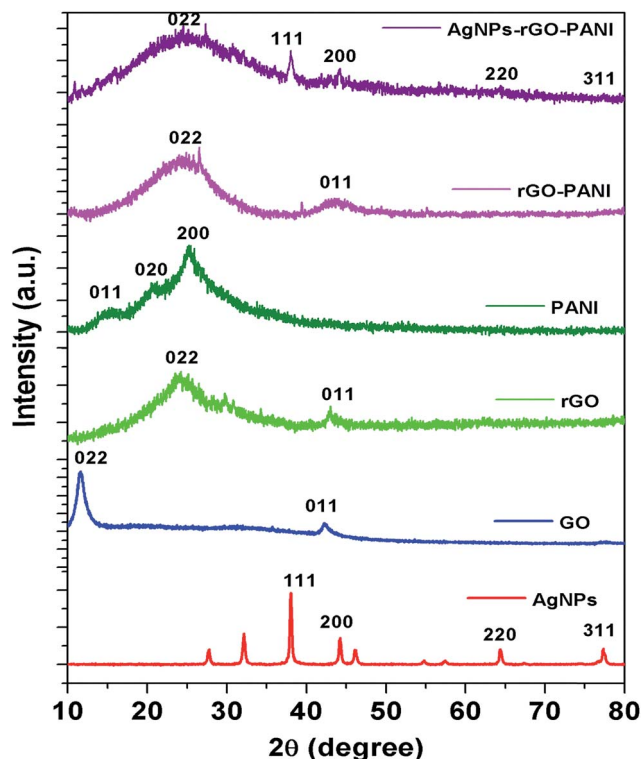 022
AgNPs-rGO-PANI
111
200
220
311
022
rGO-PANI
011
200
020
011
PANI
022
011
rGO
022
011
GO
111
AgNPs
200
220
311
Intensity (a.u.)
10 20 30 40 50 60 70 80
2θ (degree)